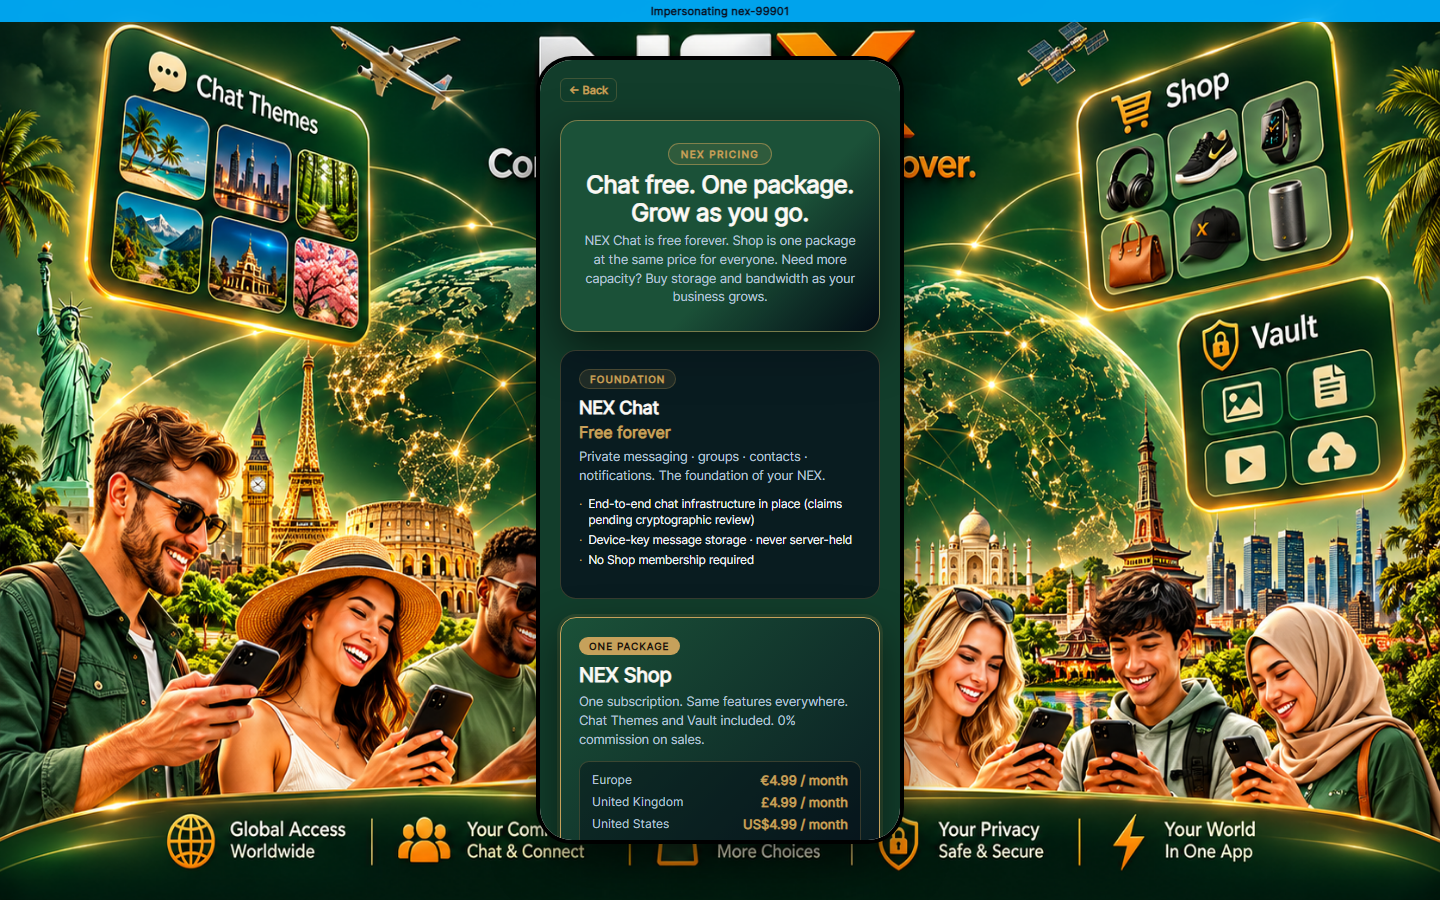 Impersonating nex-99901
Chat Themes
Shop
Vault
over.
← Back
NEX PRICING
Chat free. One package.
Grow as you go.
NEX Chat is free forever. Shop is one package
at the same price for everyone. Need more
capacity? Buy storage and bandwidth as your
business grows.
FOUNDATION
NEX Chat
Free forever
Private messaging · groups · contacts ·
notifications. The foundation of your NEX.
· End-to-end chat infrastructure in place (claims
pending cryptographic review)
· Device-key message storage · never server-held
· No Shop membership required
ONE PACKAGE
NEX Shop
One subscription. Same features everywhere.
Chat Themes and Vault included. 0%
commission on sales.
Europe €4.99 / month
United Kingdom £4.99 / month
United States US$4.99 / month
Global Access
Worldwide
Your Com
Chat & Connect
More Choices
Your Privacy
Safe & Secure
Your World
In One App